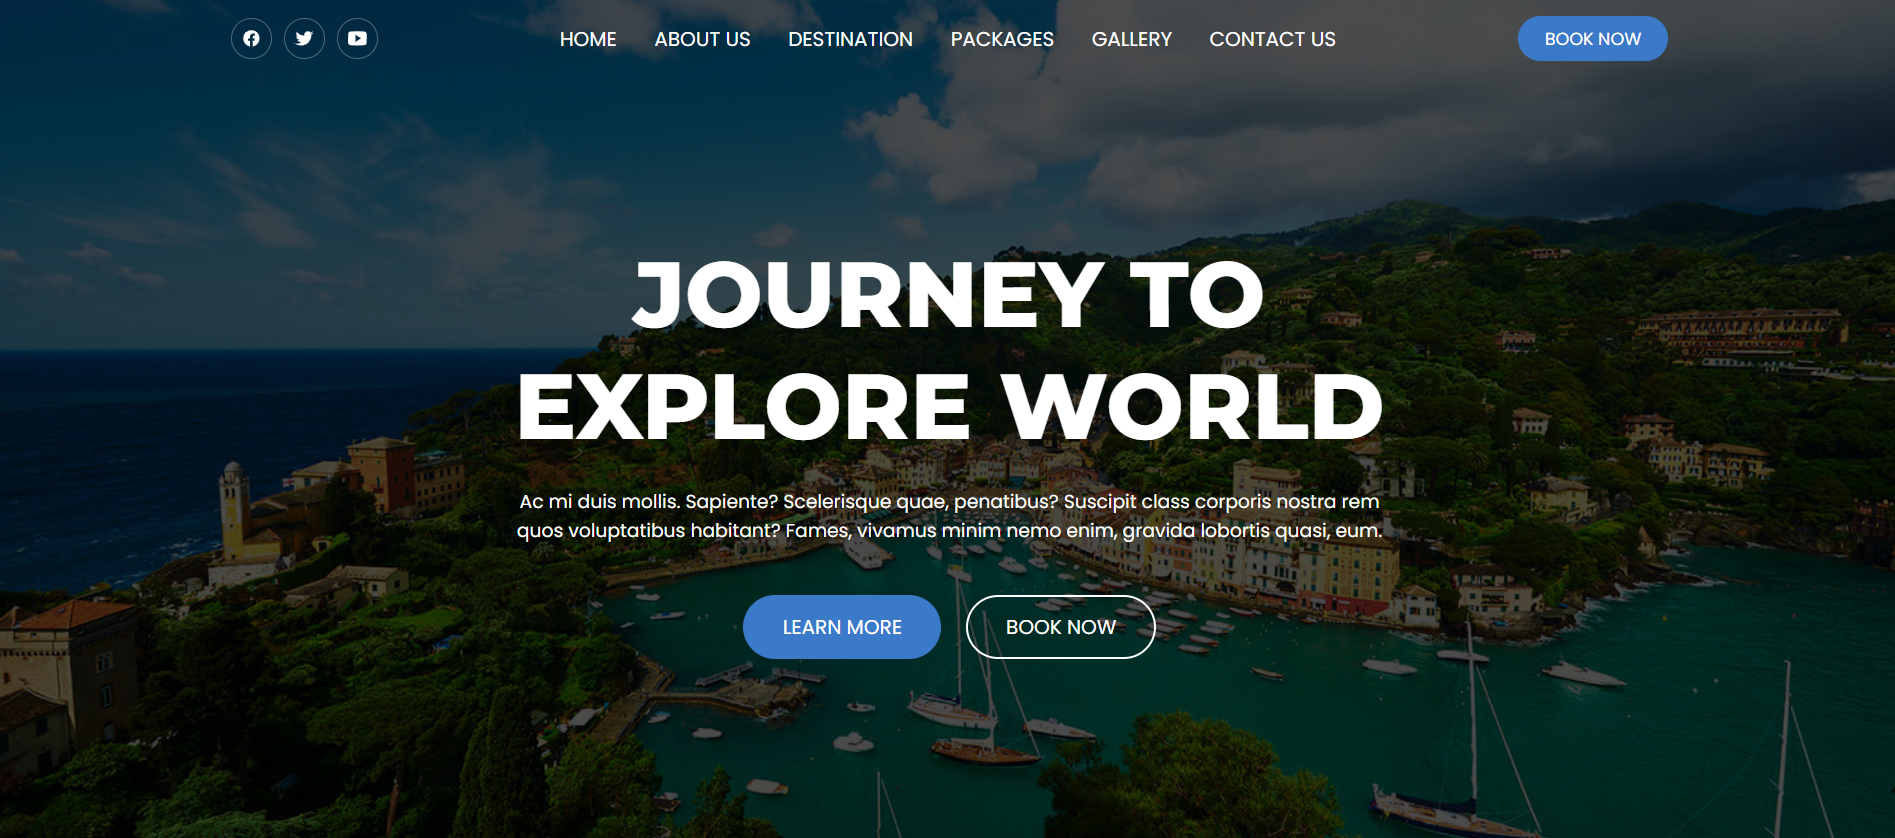 HOME ABOUT US DESTINATION PACKAGES GALLERY CONTACT US BOOK NOW
JOURNEY TO
EXPLORE WORLD
Ac mi duis mollis. Sapiente? Scelerisque quae, penatibus? Suscipit class corporis nostra rem
quos voluptatibus habitant? Fames, vivamus minim nemo enim, gravida lobortis quasi, eum.
LEARN MORE BOOK NOW